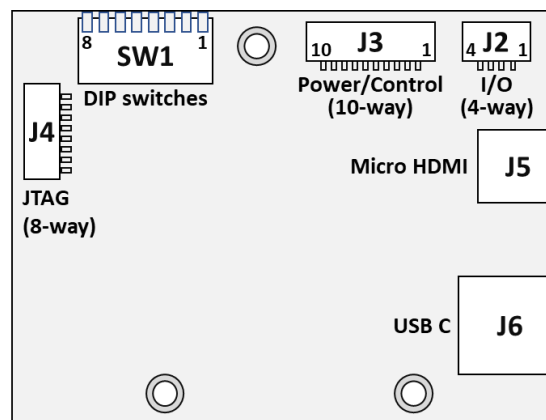 8 SW1 1
DIP switches
10 J3 1
Power/Control
(10-way)
4 J2 1
I/O
(4-way)
J4
JTAG
(8-way)
Micro HDMI J5
USB C J6